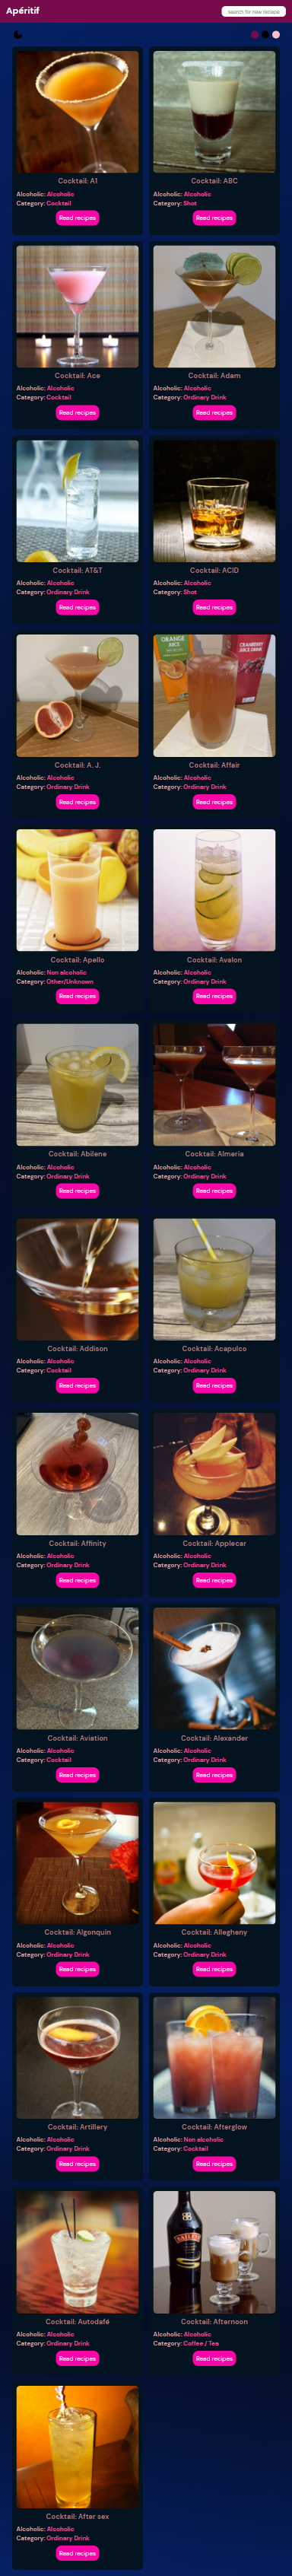 Apéritif
search for new reciepe
Cocktail: A1
Alcoholic: Alcoholic
Category: Cocktail
Read recipes
Cocktail: ABC
Alcoholic: Alcoholic
Category: Shot
Read recipes
Cocktail: Ace
Alcoholic: Alcoholic
Category: Cocktail
Read recipes
Cocktail: Adam
Alcoholic: Alcoholic
Category: Ordinary Drink
Read recipes
Cocktail: AT&T
Alcoholic: Alcoholic
Category: Ordinary Drink
Read recipes
Cocktail: ACID
Alcoholic: Alcoholic
Category: Shot
Read recipes
ORANGE
JUICE
CRANBERRY
JUICE DRINK
Cocktail: A. J.
Alcoholic: Alcoholic
Category: Ordinary Drink
Read recipes
Cocktail: Affair
Alcoholic: Alcoholic
Category: Ordinary Drink
Read recipes
Cocktail: Apello
Alcoholic: Non alcoholic
Category: Other/Unknown
Read recipes
Cocktail: Avalon
Alcoholic: Alcoholic
Category: Ordinary Drink
Read recipes
Cocktail: Abilene
Alcoholic: Alcoholic
Category: Ordinary Drink
Read recipes
Cocktail: Almeria
Alcoholic: Alcoholic
Category: Ordinary Drink
Read recipes
Cocktail: Addison
Alcoholic: Alcoholic
Category: Cocktail
Read recipes
Cocktail: Acapulco
Alcoholic: Alcoholic
Category: Ordinary Drink
Read recipes
Cocktail: Affinity
Alcoholic: Alcoholic
Category: Ordinary Drink
Read recipes
Cocktail: Applecar
Alcoholic: Alcoholic
Category: Ordinary Drink
Read recipes
Cocktail: Aviation
Alcoholic: Alcoholic
Category: Cocktail
Read recipes
Cocktail: Alexander
Alcoholic: Alcoholic
Category: Ordinary Drink
Read recipes
Cocktail: Algonquin
Alcoholic: Alcoholic
Category: Ordinary Drink
Read recipes
Cocktail: Allegheny
Alcoholic: Alcoholic
Category: Ordinary Drink
Read recipes
Cocktail: Artillery
Alcoholic: Alcoholic
Category: Ordinary Drink
Read recipes
Cocktail: Afterglow
Alcoholic: Non alcoholic
Category: Cocktail
Read recipes
BAILEYS
Cocktail: Autodafé
Alcoholic: Alcoholic
Category: Ordinary Drink
Read recipes
Cocktail: Afternoon
Alcoholic: Alcoholic
Category: Coffee / Tea
Read recipes
Cocktail: After sex
Alcoholic: Alcoholic
Category: Ordinary Drink
Read recipes